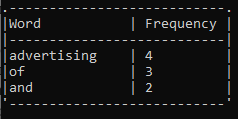 .----------------------------.
|Word            | Frequency |
|----------------------------|
|advertising     | 4
|of              | 3
|and             | 2
'----------------------------'